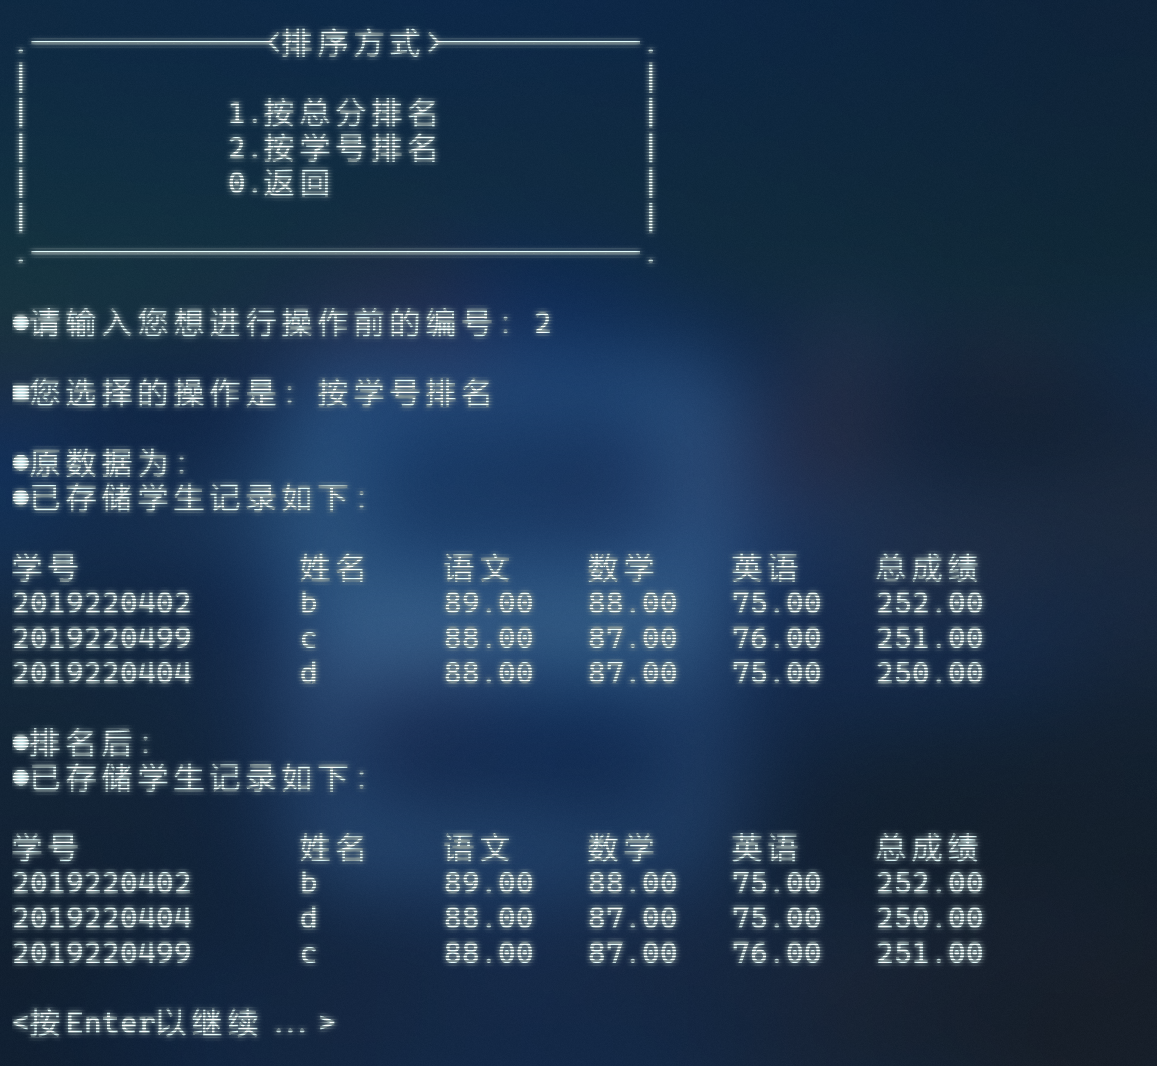 <排序方式>
1.按总分排名
2.按学号排名
0.返回
●请输入您想进行操作前的编号：2
■您选择的操作是：按学号排名
●原数据为：
●已存储学生记录如下：
学号 姓名 语文 数学 英语 总成绩
2019220402 b 89.00 88.00 75.00 252.00
2019220499 c 88.00 87.00 76.00 251.00
2019220404 d 88.00 87.00 75.00 250.00
●排名后：
●已存储学生记录如下：
学号 姓名 语文 数学 英语 总成绩
2019220402 b 89.00 88.00 75.00 252.00
2019220404 d 88.00 87.00 75.00 250.00
2019220499 c 88.00 87.00 76.00 251.00
<按Enter以继续 ... >